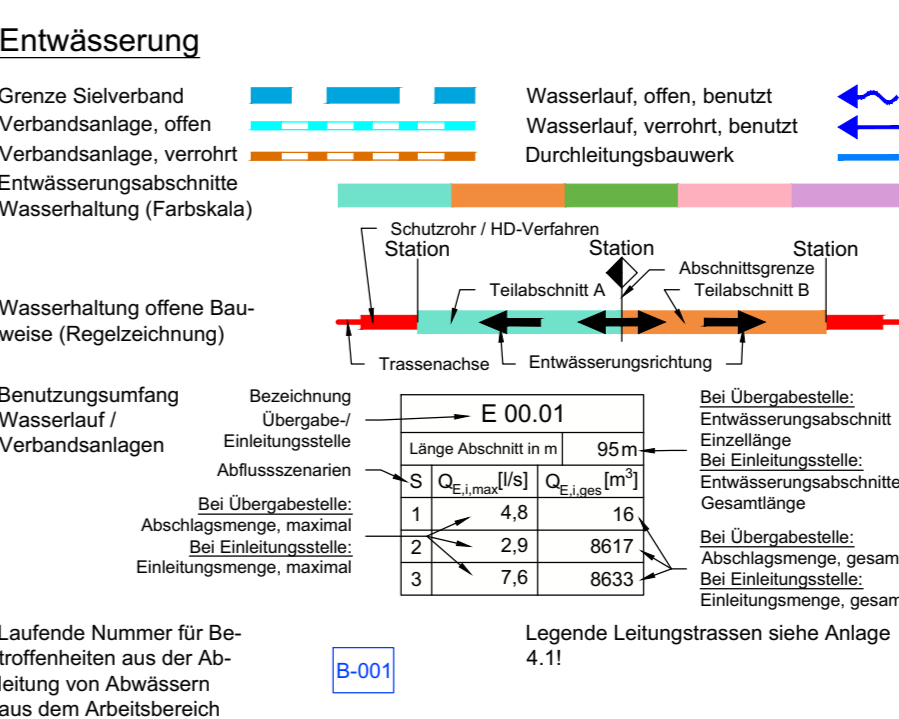 Entwässerung
Grenze Sielverband
Verbandsanlage, offen
Verbandsanlage, verrohrt
Entwässerungsabschnitte
Wasserhaltung (Farbskala)
Wasserlauf, offen, benutzt
Wasserlauf, verrohrt, benutzt
Durchleitungsbauwerk
Schutzrohr / HD-Verfahren
Station
Station
Station
Abschnittsgrenze
Teilabschnitt A
Teilabschnitt B
Wasserhaltung offene Bau-
weise (Regelzeichnung)
Trassenachse
Entwässerungsrichtung
Benutzungsumfang
Wasserlauf /
Verbandsanlagen
Bezeichnung
Übergabe-/
Einleitungsstelle
Abflussszenarien
Bei Übergabestelle:
Abschlagsmenge, maximal
Bei Einleitungsstelle:
Einleitungsmenge, maximal
E 00.01
Länge Abschnitt in m 95m
S QE,i,max[l/s] QE,i,ges[m³]
1 4,8 16
2 2,9 8617
3 7,6 8633
Bei Übergabestelle:
Entwässerungsabschnitt
Einzellänge
Bei Einleitungsstelle:
Entwässerungsabschnitte
Gesamtlänge
Bei Übergabestelle:
Abschlagsmenge, gesam
Bei Einleitungsstelle:
Einleitungsmenge, gesam
Laufende Nummer für Be-
troffenheiten aus der Ab-
leitung von Abwässern
aus dem Arbeitsbereich
B-001
Legende Leitungstrassen siehe Anlage
4.1!